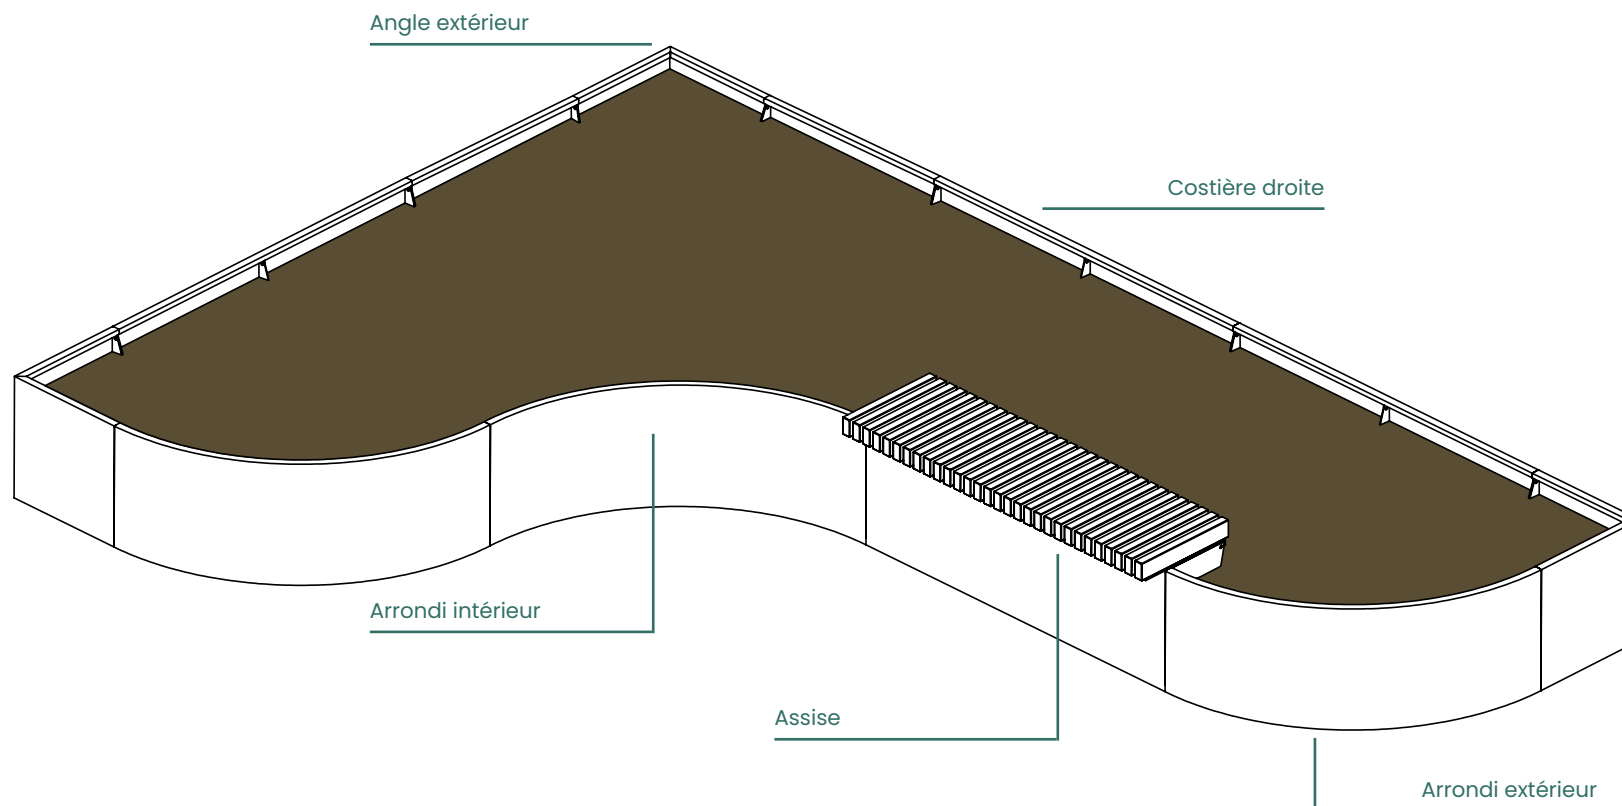 Angle extérieur
Costière droite
Arrondi intérieur
Assise
Arrondi extérieur